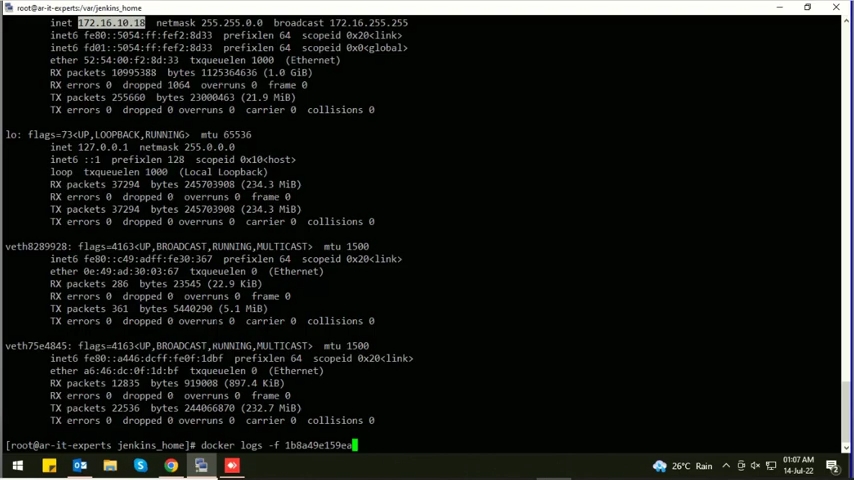 root@ar-it-experts:/var/jenkins_home
inet 172.16.10.18 netmask 255.255.0.0 broadcast 172.16.255.255
inet6 fe80::5054:ff:fef2:8d33 prefixlen 64 scopeid 0x20<link>
inet6 fd01::5054:ff:fef2:8d33 prefixlen 64 scopeid 0x0<global>
ether 52:54:00:f2:8d:33 txqueuelen 1000 (Ethernet)
RX packets 10995388 bytes 1125364636 (1.0 GiB)
RX errors 0 dropped 1064 overruns 0 frame 0
TX packets 255660 bytes 23000463 (21.9 MiB)
TX errors 0 dropped 0 overruns 0 carrier 0 collisions 0
lo: flags=73<UP,LOOPBACK,RUNNING> mtu 65536
inet 127.0.0.1 netmask 255.0.0.0
inet6 ::1 prefixlen 128 scopeid 0x10<host>
loop txqueuelen 1000 (Local Loopback)
RX packets 37294 bytes 245703908 (234.3 MiB)
RX errors 0 dropped 0 overruns 0 frame 0
TX packets 37294 bytes 245703908 (234.3 MiB)
TX errors 0 dropped 0 overruns 0 carrier 0 collisions 0
veth8289928: flags=4163<UP,BROADCAST,RUNNING,MULTICAST> mtu 1500
inet6 fe80::c49:adff:fe30:367 prefixlen 64 scopeid 0x20<link>
ether 0e:49:ad:30:03:67 txqueuelen 0 (Ethernet)
RX packets 286 bytes 23545 (22.9 KiB)
RX errors 0 dropped 0 overruns 0 frame 0
TX packets 361 bytes 5440290 (5.1 MiB)
TX errors 0 dropped 0 overruns 0 carrier 0 collisions 0
veth75e4845: flags=4163<UP,BROADCAST,RUNNING,MULTICAST> mtu 1500
inet6 fe80::a446:dcff:fe0f:1dbf prefixlen 64 scopeid 0x20<link>
ether a6:46:dc:0f:1d:bf txqueuelen 0 (Ethernet)
RX packets 12835 bytes 919008 (897.4 KiB)
RX errors 0 dropped 0 overruns 0 frame 0
TX packets 22536 bytes 244066870 (232.7 MiB)
TX errors 0 dropped 0 overruns 0 carrier 0 collisions 0
[root@ar-it-experts jenkins_home]# docker logs -f 1b8a49e159ea
26°C Rain
01:07 AM
14-Jul-22
2